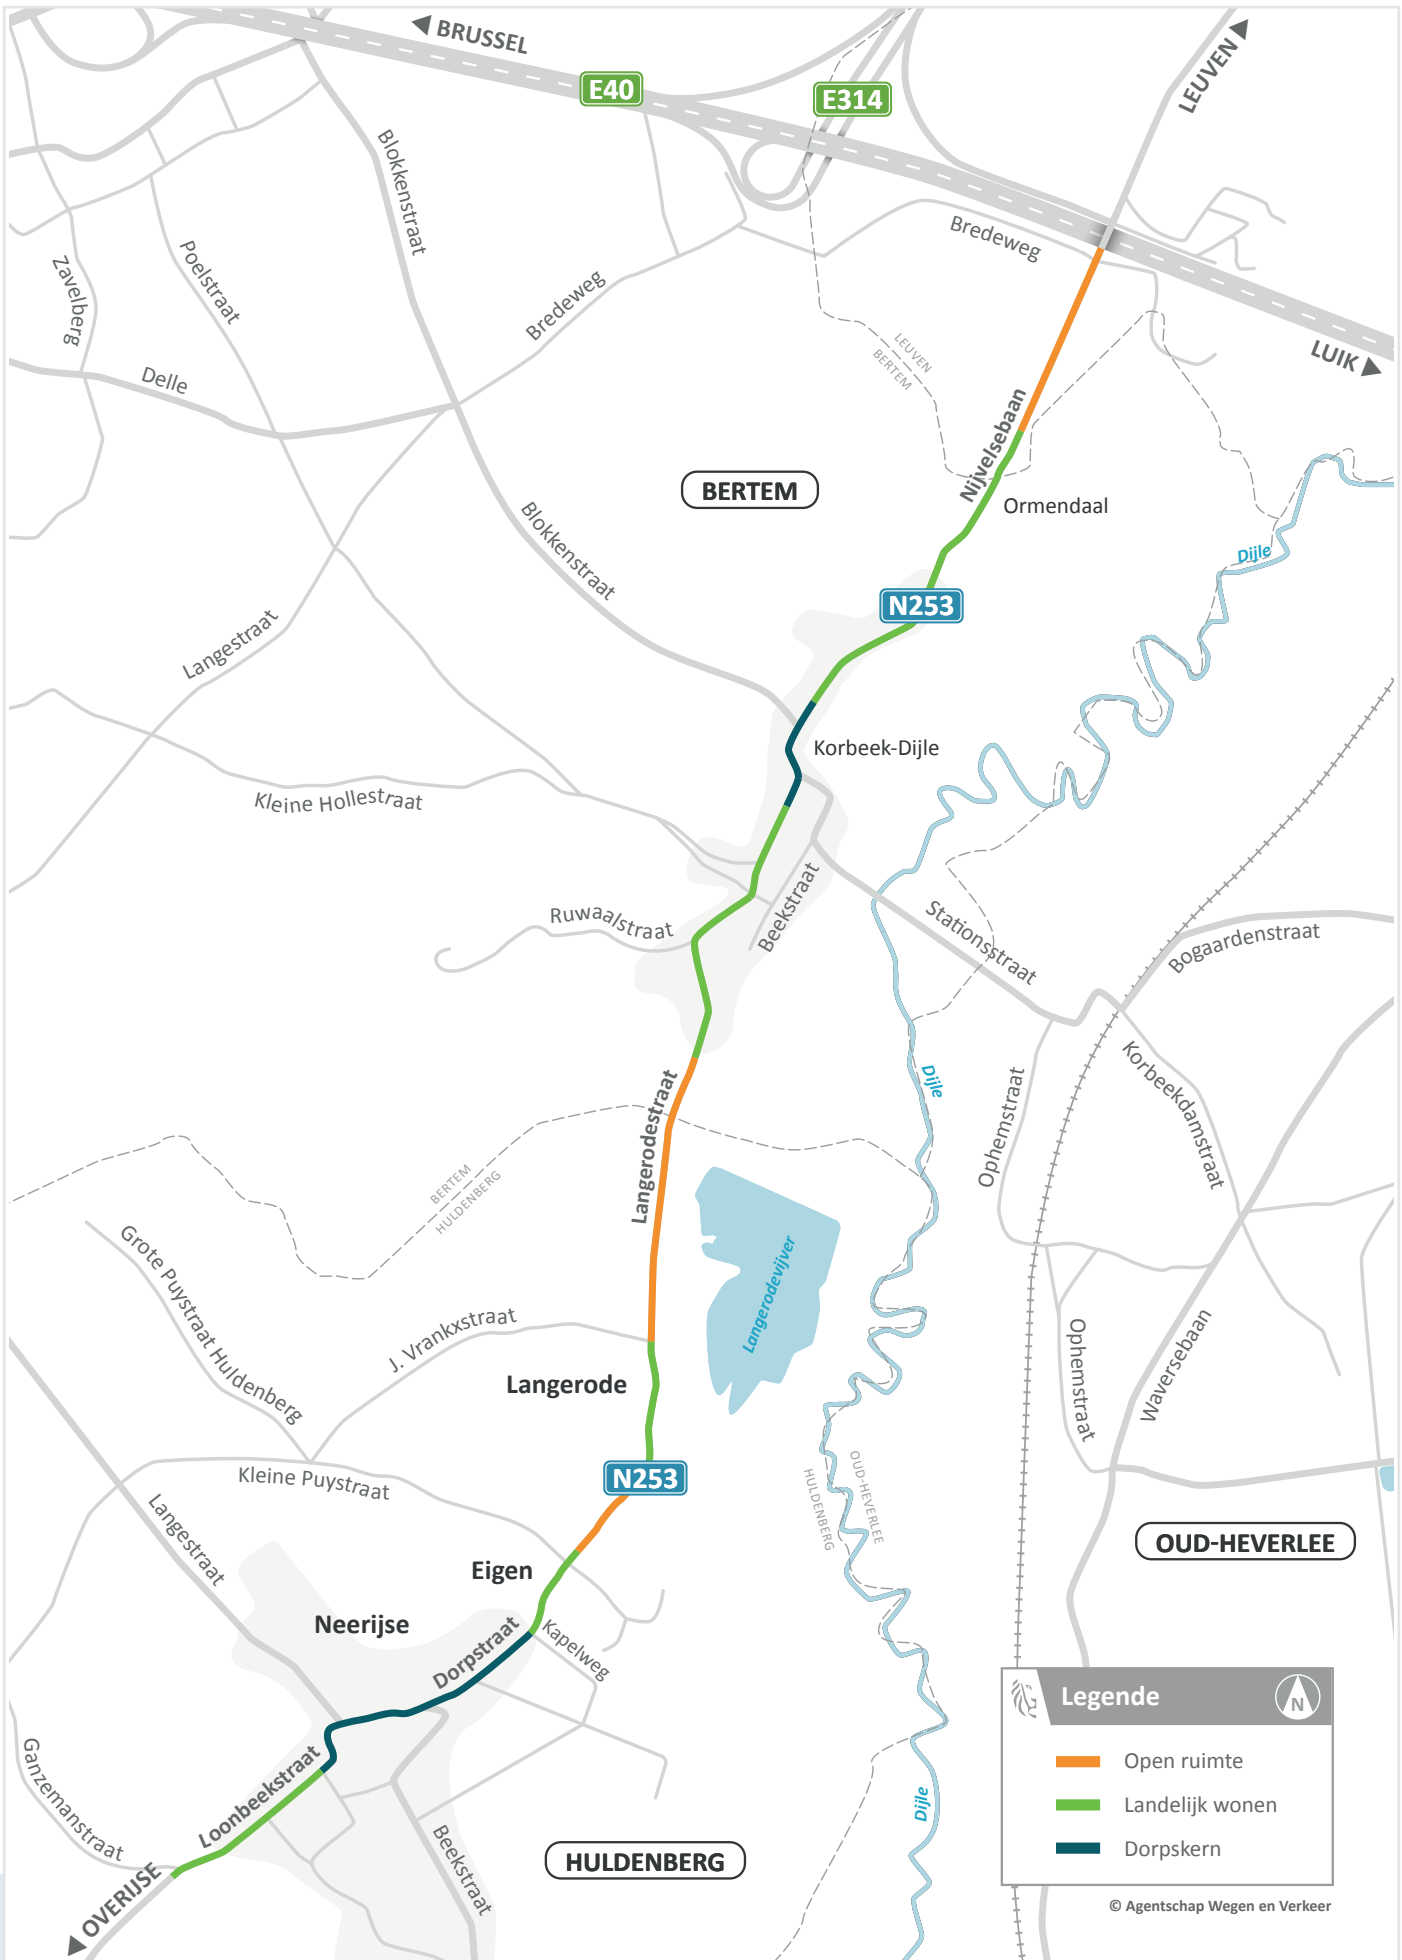 BRUSSEL
E40
E314
LEUVEN
Blokkenstraat
Bredeweg
Poelstraat
Zavelberg
Bredeweg
LUIK
Delle
LEUVEN
BERTEM
Nijvelsebaan
BERTEM
Ormendaal
Blokkenstraat
Dijle
N253
Langestraat
Korbeek-Dijle
Kleine Hollestraat
Beekstraat
Ruwaalstraat
Stationsstraat
Bogaardenstraat
Dijle
Korbeekdamstraat
Ophemstraat
Langerodestraat
BERTEM
HULDENBERG
Grote Puystraat Huldenberg
Langerodevijver
J. Vrankxstraat
Ophemstraat
Waversebaan
Langerode
Kleine Puystraat
N253
OUD-HEVERLEE
HULDENBERG
Langestraat
OUD-HEVERLEE
Eigen
Neerijse
Dorpstraat
Kapelweg
Legende
N
Open ruimte
Landelijk wonen
Dorpskern
Ganzemanstraat
Loonbeekstraat
Dijle
Beekstraat
HULDENBERG
OVERIJSE
© Agentschap Wegen en Verkeer